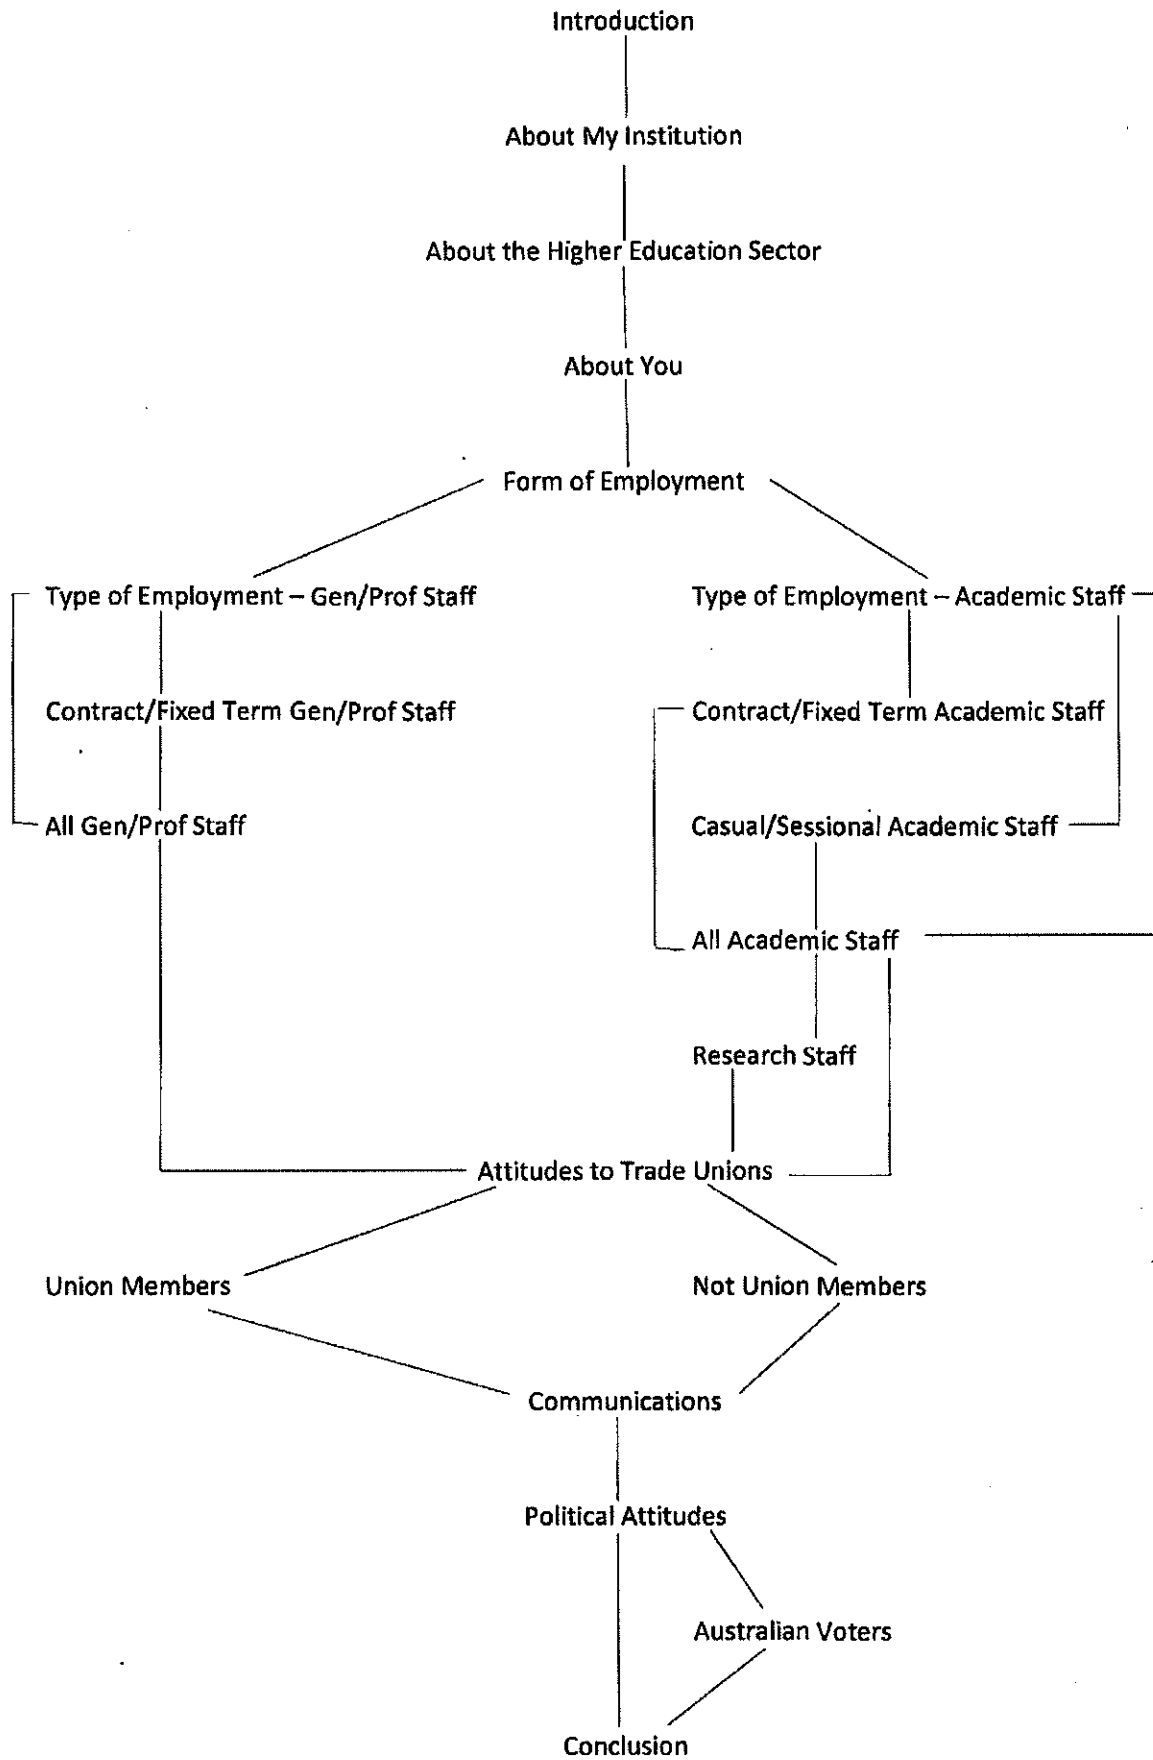 Introduction
About My Institution
About the Higher Education Sector
About You
Form of Employment
Type of Employment – Gen/Prof Staff
Type of Employment – Academic Staff
Contract/Fixed Term Gen/Prof Staff
Contract/Fixed Term Academic Staff
All Gen/Prof Staff
Casual/Sessional Academic Staff
All Academic Staff
Research Staff
Attitudes to Trade Unions
Union Members
Not Union Members
Communications
Political Attitudes
Australian Voters
Conclusion